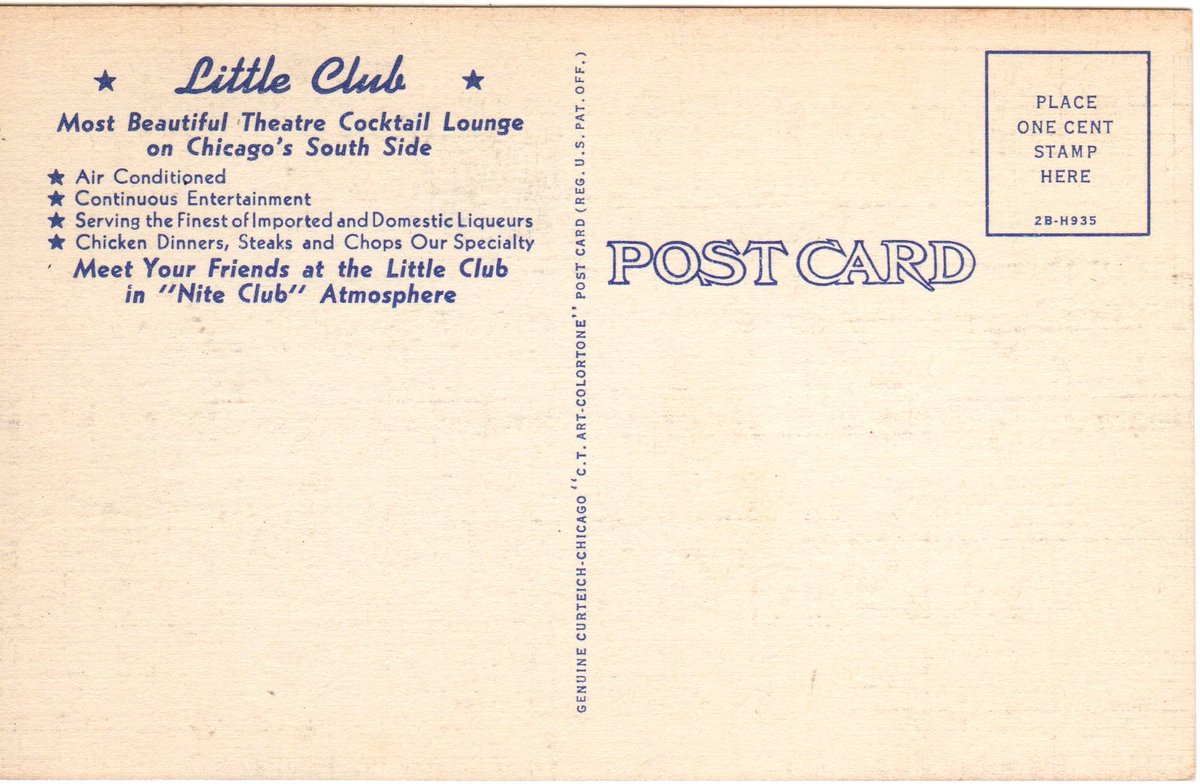 ★ Little Club ★
Most Beautiful Theatre Cocktail Lounge
on Chicago's South Side
★ Air Conditioned
★ Continuous Entertainment
★ Serving the Finest of Imported and Domestic Liqueurs
★ Chicken Dinners, Steaks and Chops Our Specialty
Meet Your Friends at the Little Club
in "Nite Club" Atmosphere
GENUINE CURTEICH-CHICAGO "C.T. ART-COLORTONE" POST CARD (REG. U.S. PAT. OFF.)
POST CARD
PLACE
ONE CENT
STAMP
HERE
2B-H935